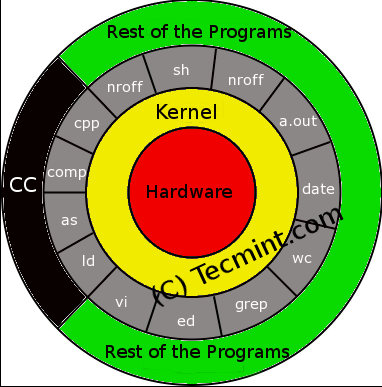 Rest of the Programs
sh
nroff
nroff
a.out
cpp
Kernel
comp
CC
Hardware
date
as
wc
ld
(C) Tecmint.com
vi
grep
ed
Rest of the Programs